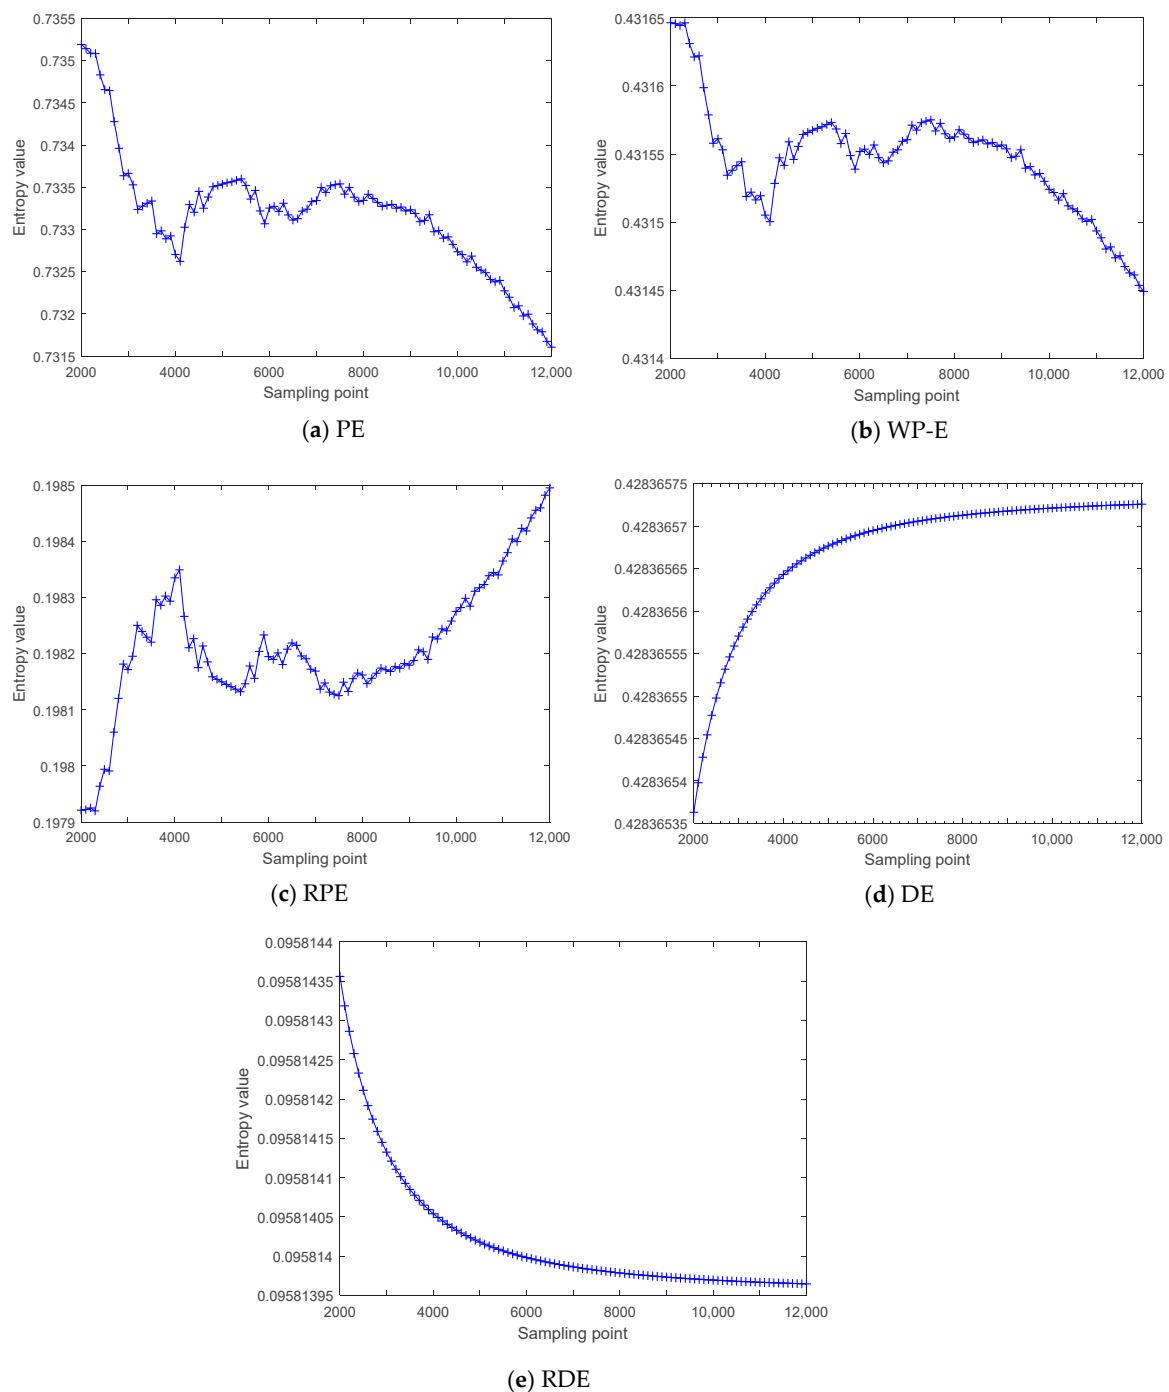 0.7355
0.735
0.7345
0.734
0.7335
0.733
0.7325
0.732
0.7315
Entropy value
2000 4000 6000 8000 10,000 12,000
Sampling point
(a) PE
0.43165
0.4316
0.43155
0.4315
0.43145
0.4314
Entropy value
2000 4000 6000 8000 10,000 12,000
Sampling point
(b) WP-E
0.1985
0.1984
0.1983
0.1982
0.1981
0.198
0.1979
Entropy value
2000 4000 6000 8000 10,000 12,000
Sampling point
(c) RPE
0.42836575
0.4283657
0.42836565
0.4283656
0.42836555
0.4283655
0.42836545
0.4283654
0.42836535
Entropy value
2000 4000 6000 8000 10,000 12,000
Sampling point
(d) DE
0.0958144
0.09581435
0.0958143
0.09581425
0.0958142
0.09581415
0.0958141
0.09581405
0.095814
0.09581395
Entropy value
2000 4000 6000 8000 10,000 12,000
Sampling point
(e) RDE